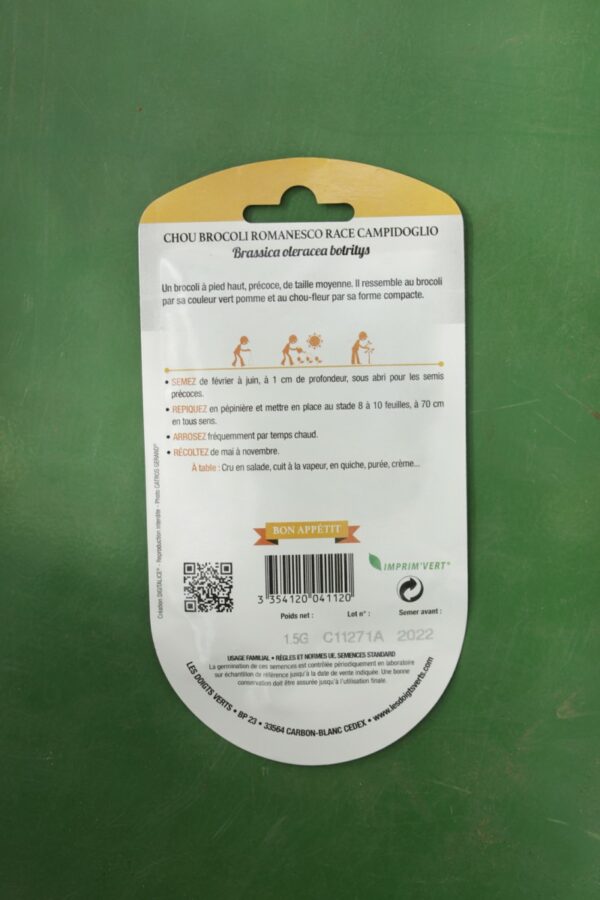 CHOU BROCOLI ROMANESCO RACE CAMPIDOGLIO
Brassica oleracea botritys
Un brocoli à pied haut, précoce, de taille moyenne. Il ressemble au brocoli
par sa couleur vert pomme et au chou-fleur par sa forme compacte.
• SEMEZ de février à juin, à 1 cm de profondeur, sous abri pour les semis
précoces.
• REPIQUEZ en pépinière et mettre en place au stade 8 à 10 feuilles, à 70 cm
en tous sens.
• ARROSEZ fréquemment par temps chaud.
• RÉCOLTEZ de mai à novembre.
À table : Cru en salade, cuit à la vapeur, en quiche, purée, crème...
Création DIGITALICE® - Reproduction interdite - Photo CATROS GERAND®
BON APPÉTIT
IMPRIM'VERT®
3 354120 041120
Poids net : Lot n° : Semer avant :
1.5G C11271A 2022
USAGE FAMILIAL • RÈGLES ET NORMES UE. SEMENCES STANDARD
La germination de ces semences est contrôlée périodiquement en laboratoire
sur échantillon de référence jusqu'à la date de vente indiquée. Une bonne
conservation doit être assurée jusqu'à l'utilisation finale.
LES DOIGTS VERTS • BP 23 • 33564 CARBON-BLANC CEDEX • www.lesdoigtsverts.com